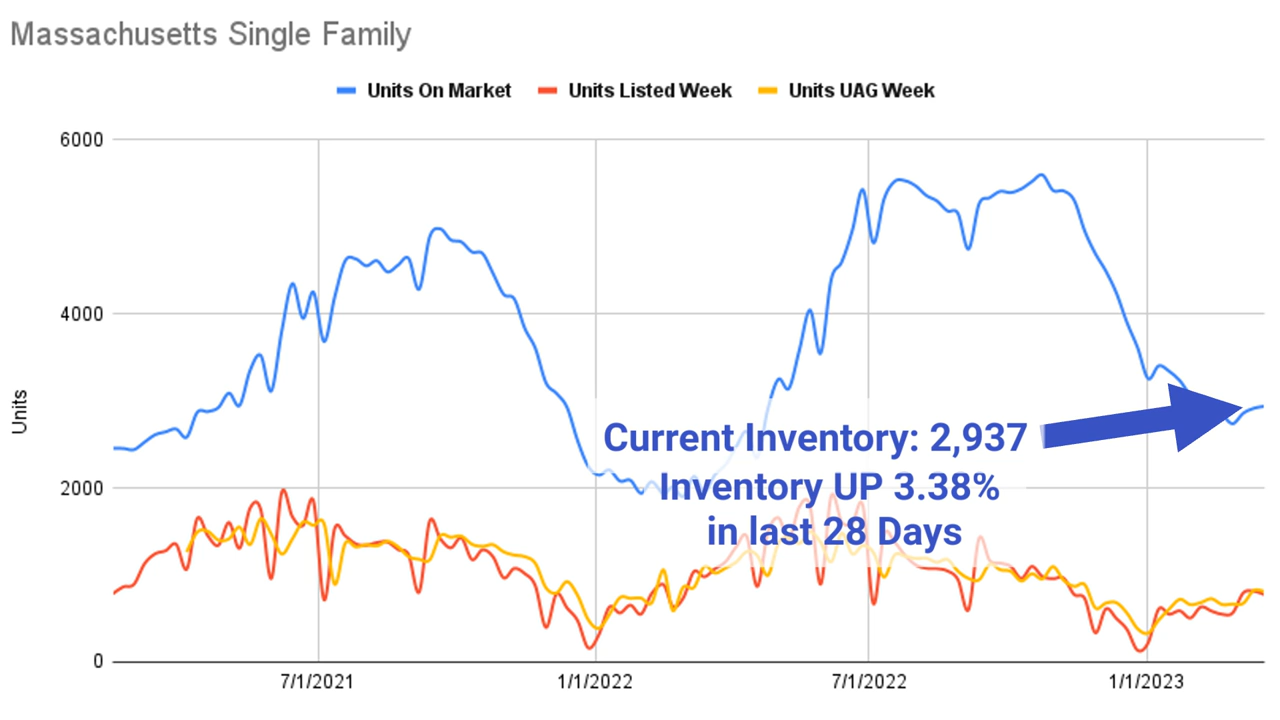 Massachusetts Single Family
Units On Market Units Listed Week Units UAG Week
6000
4000
Units
Current Inventory: 2,937
Inventory UP 3.38%
2000
in last 28 Days
0
7/1/2021 1/1/2022 7/1/2022 1/1/2023